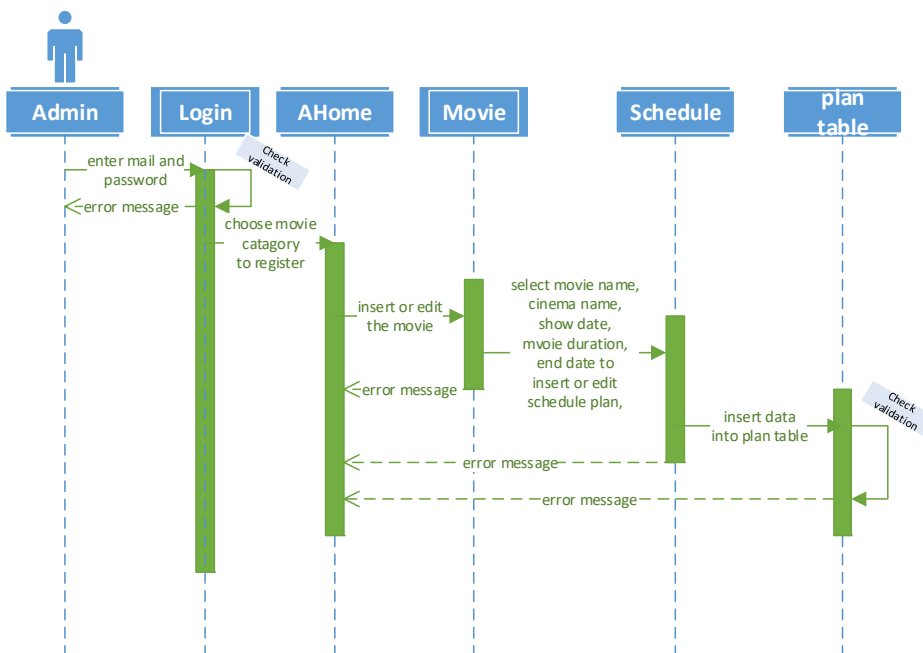 Admin
Login
AHome
Movie
Schedule
plan
table
enter mail and
password
Check
validation
error message
choose movie
catagory
to register
insert or edit
the movie
select movie name,
cinema name,
show date,
mvoie duration,
end date to
insert or edit
schedule plan,
error message
Check
validation
insert data
into plan table
error message
error message